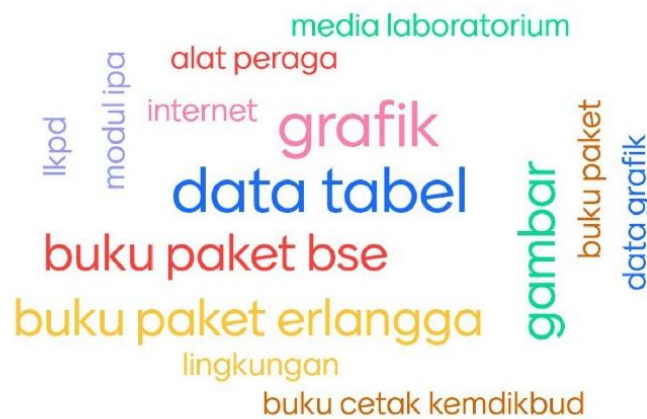 media laboratorium
alat peraga
lkpd
modul ipa
internet
grafik
data tabel
gambar
buku paket
data grafik
buku paket bse
buku paket erlangga
lingkungan
buku cetak kemdikbud